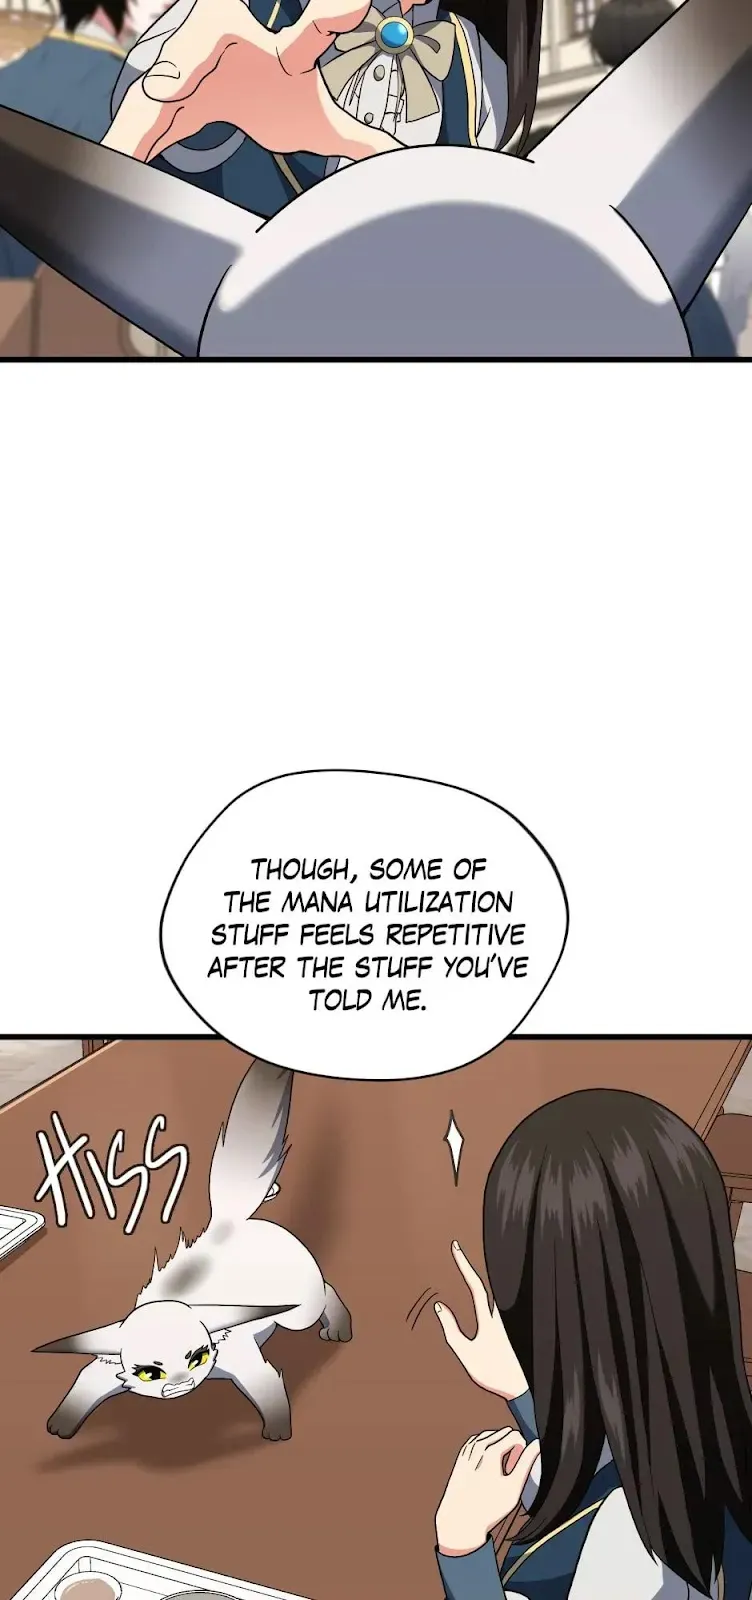 THOUGH, SOME OF
THE MANA UTILIZATION
STUFF FEELS REPETITIVE
AFTER THE STUFF YOU'VE
TOLD ME.
HISS